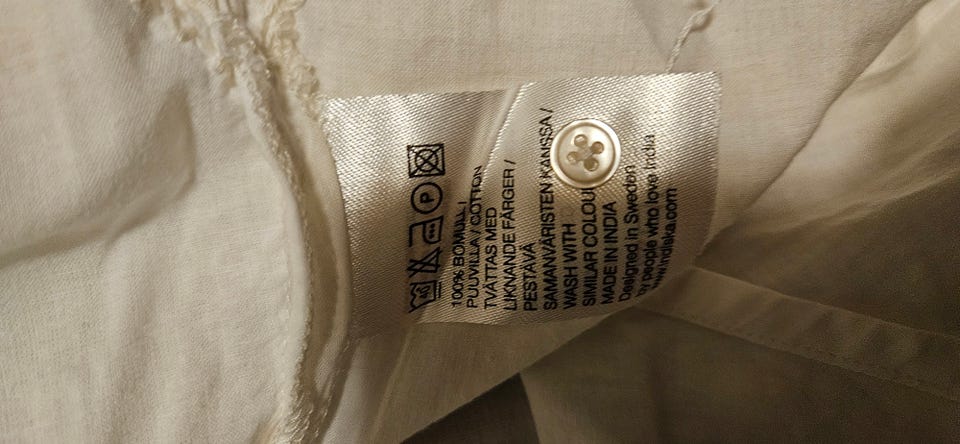 P
100% BOMULL /
PUUVILLA / COTTON
TVÄTTAS MED
LIKNANDE FÄRGER /
PESTÄVÄ
SAMANVÄRISTEN KANSSA /
WASH WITH
SIMILAR COLOU
MADE IN INDIA
Designed in Sweden
by people who love India
www.indiska.com